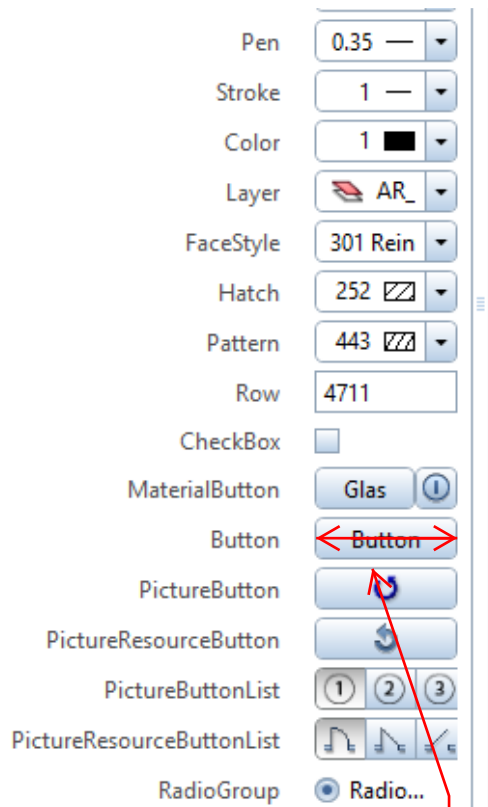 Pen 0.35
Stroke 1
Color 1
Layer AR_
FaceStyle 301 Rein
Hatch 252
Pattern 443
Row 4711
CheckBox
MaterialButton Glas
Button Button
PictureButton
PictureResourceButton
PictureButtonList 1 2 3
PictureResourceButtonList
RadioGroup Radio...